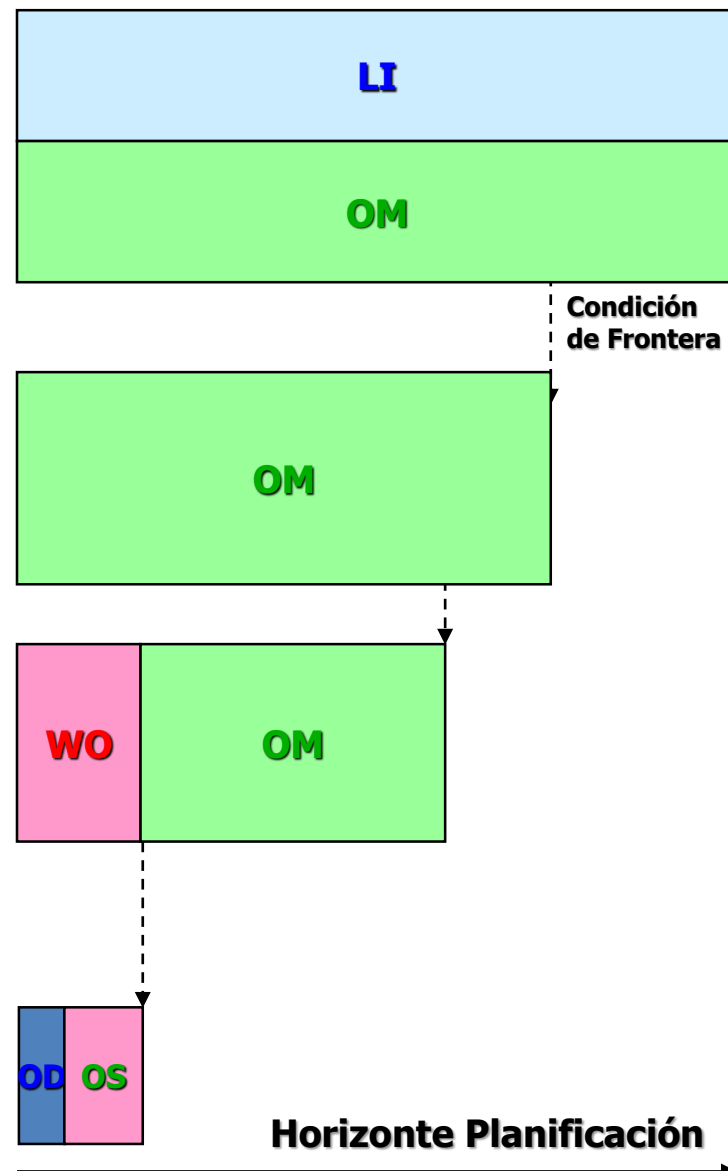 LI
OM
Condición
de Frontera
OM
WO
OM
OD
OS
Horizonte Planificación